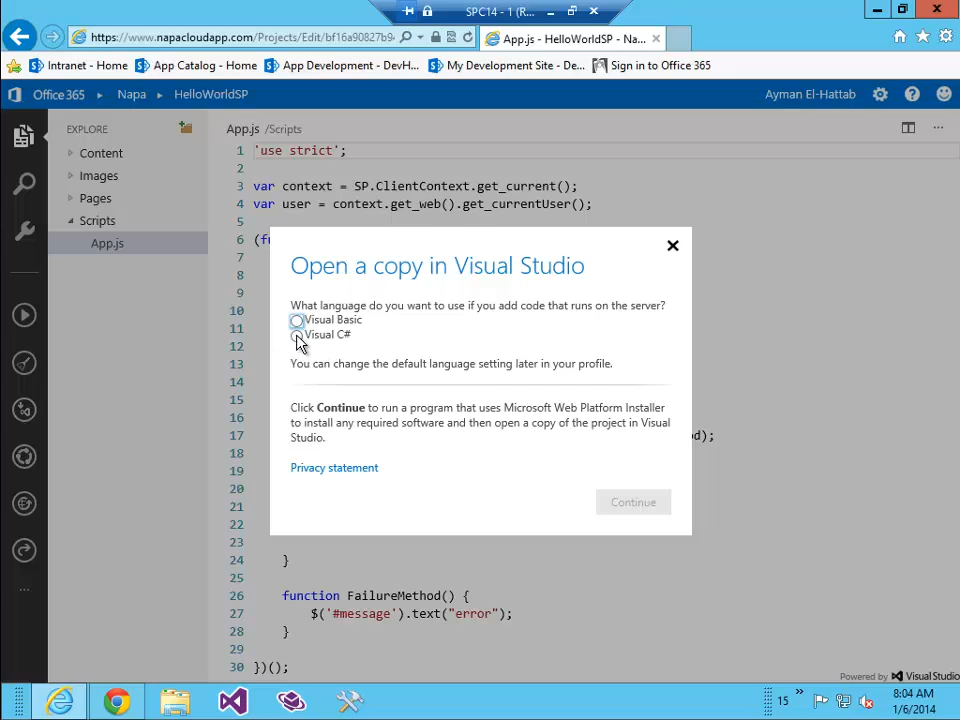 SPC14 - 1 (R...
https://www.napacloudapp.com/Projects/Edit/bf16a90827b9
App.js - HelloWorldSP - Na...
Intranet - Home
App Catalog - Home
App Development - DevH...
My Development Site - De...
Sign in to Office 365
Office 365
Napa
HelloWorldSP
Ayman El-Hattab
EXPLORE
Content
Images
Pages
Scripts
App.js
App.js /Scripts
1 'use strict';
2
3 var context = SP.ClientContext.get_current();
4 var user = context.get_web().get_currentUser();
5
6 (fu
7
8
9
10
11
12
13
14
15
16
17 od);
18
19
20
21
22
23
24 }
25
26 function FailureMethod() {
27 $('#message').text("error");
28 }
29
30 })();
Open a copy in Visual Studio
What language do you want to use if you add code that runs on the server?
Visual Basic
Visual C#
You can change the default language setting later in your profile.
Click Continue to run a program that uses Microsoft Web Platform Installer
to install any required software and then open a copy of the project in Visual
Studio.
Privacy statement
Continue
Powered by Visual Studio
15
8:04 AM
1/6/2014